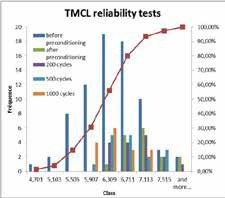 TMCL reliability tests
20
18
16
14
12
10
8
6
4
2
0
Fréquence
before preconditioning
after preconditioning
200 cycles
500 cycles
1000 cycles
100,00%
90,00%
80,00%
70,00%
60,00%
50,00%
40,00%
30,00%
20,00%
10,00%
0,00%
4,701 5,103 5,505 5,907 6,309 6,711 7,113 7,515 and more...
Class